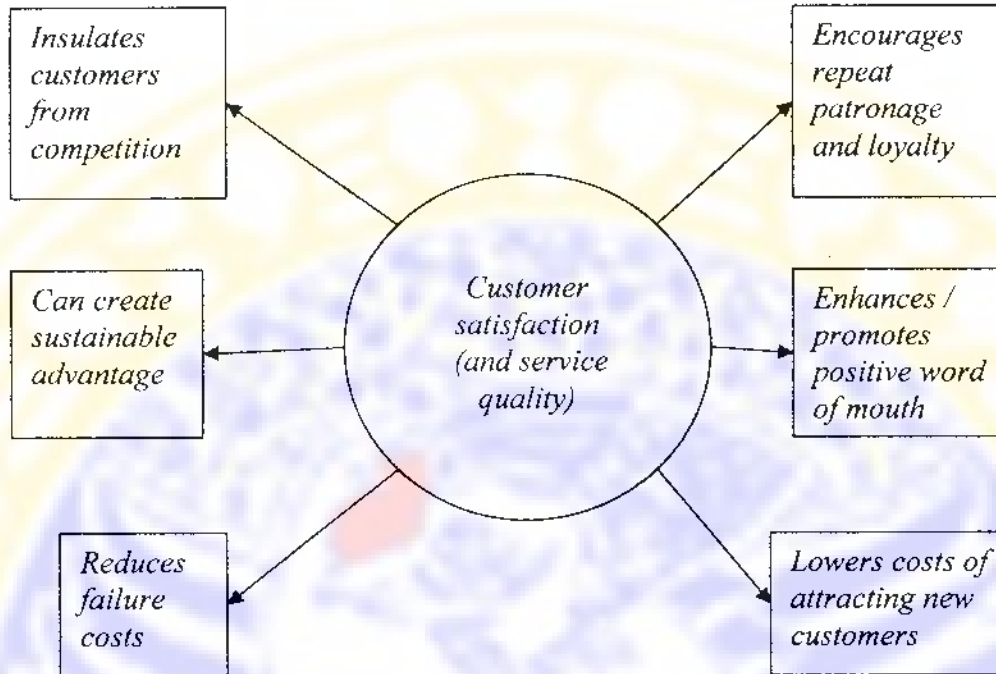 Insulates
customers
from
competition
Encourages
repeat
patronage
and loyalty
Customer
satisfaction
(and service
quality)
Can create
sustainable
advantage
Enhances /
promotes
positive word
of mouth
Reduces
failure
costs
Lowers costs of
attracting new
customers